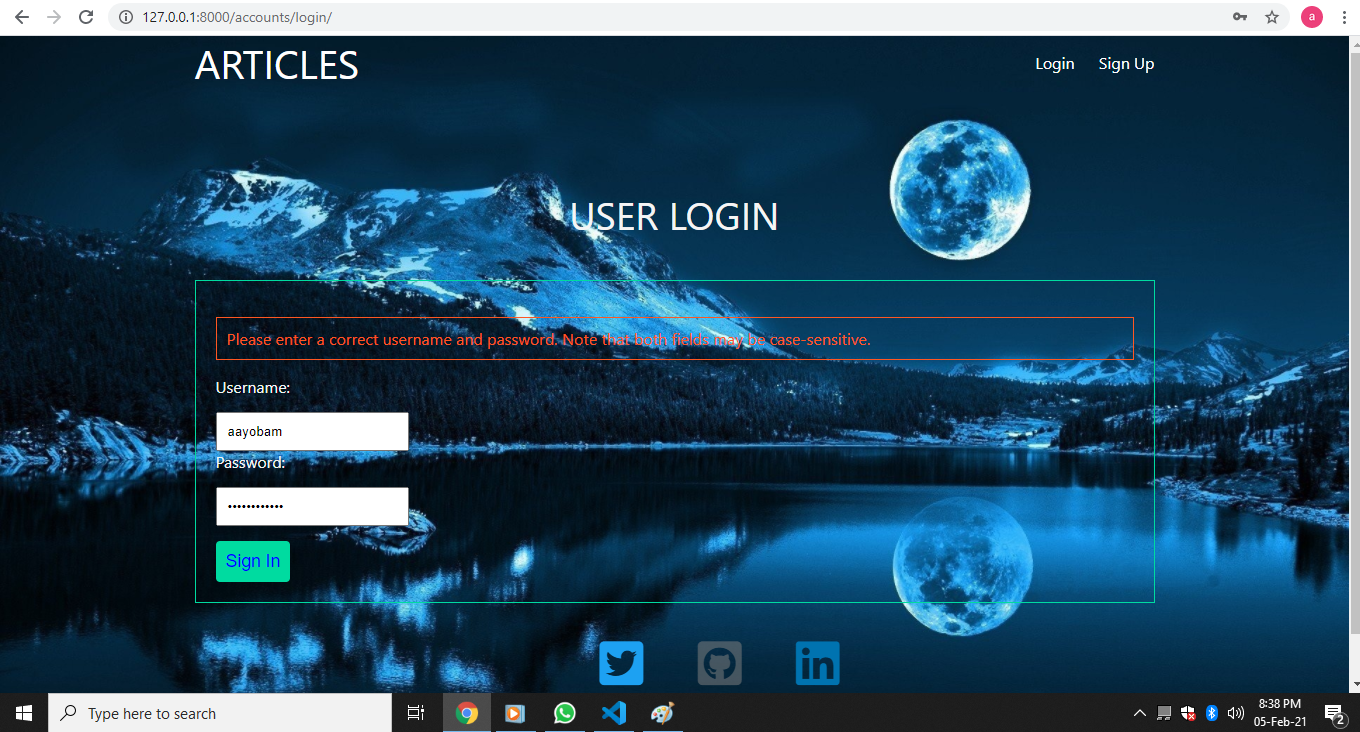 127.0.0.1:8000/accounts/login/
a
ARTICLES
Login Sign Up
USER LOGIN
Please enter a correct username and password. Note that both fields may be case-sensitive.
Username:
aayobam
Password:
••••••••••••
Sign In
in
Type here to search
8:38 PM
05-Feb-21
2